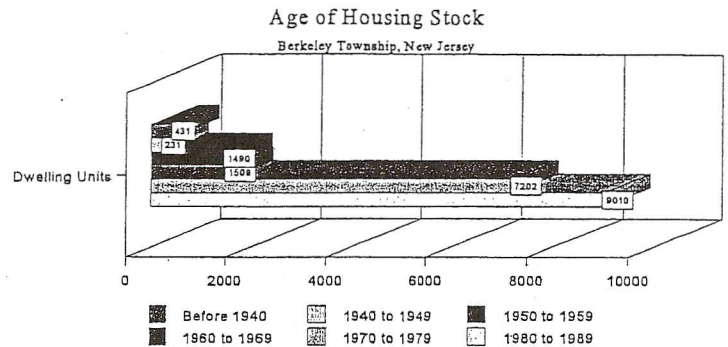 Age of Housing Stock
Berkeley Township, New Jersey
431
231
1490
1509
7202
9010
Dwelling Units
0 2000 4000 6000 8000 10000
Before 1940 1940 to 1949 1950 to 1959
1960 to 1969 1970 to 1979 1980 to 1989